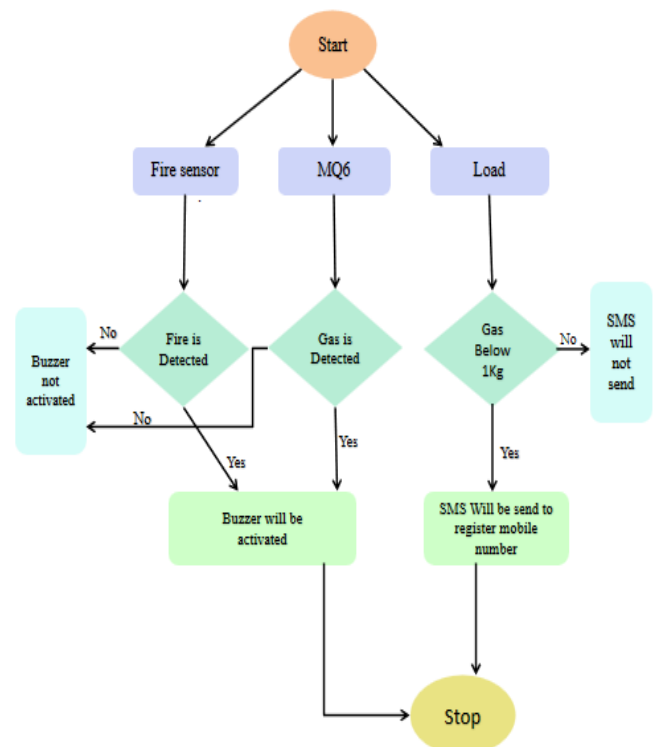 Start
Fire sensor
MQ6
Load
No
Fire is
Detected
Gas is
Detected
Gas
Below
1Kg
No
SMS
will
not
send
Buzzer
not
activated
No
Yes
Yes
Yes
Buzzer will be
activated
SMS Will be send to
register mobile
number
Stop